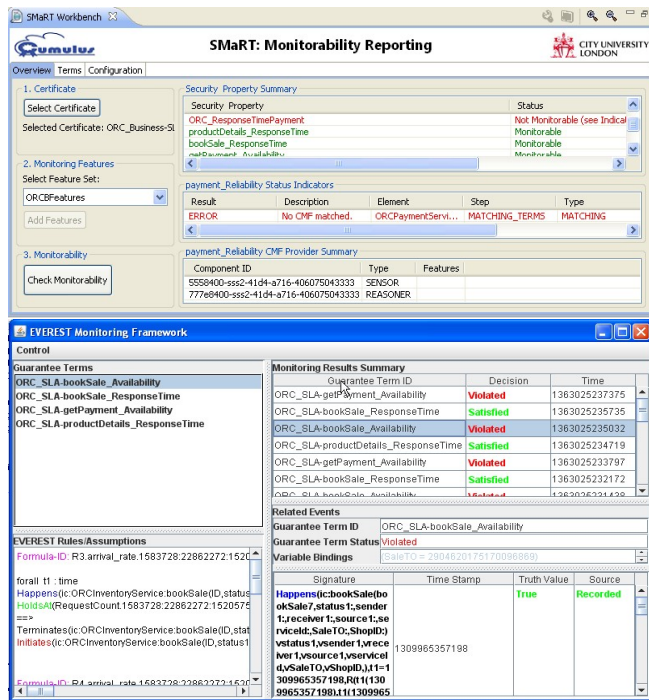 SMaRT Workbench
Cumulus
SMaRT: Monitorability Reporting
CITY UNIVERSITY
LONDON
Overview Terms Configuration
1. Certificate
Select Certificate
Selected Certificate: ORC_Business-SL
2. Monitoring Features
Select Feature Set:
ORCBFeatures
Add Features
3. Monitorability
Check Monitorability
Security Property Summary
Security Property Status
ORC_ResponseTimePayment Not Monitorable (see Indicat
productDetails_ResponseTime Monitorable
bookSale_ResponseTime Monitorable
getPayment_Availability Monitorable
payment_Reliability Status Indicators
Result Description Element Step Type
ERROR No CMF matched. ORCPaymentServi... MATCHING_TERMS MATCHING
payment_Reliability CMF Provider Summary
Component ID Type Features
5558400-sss2-41d4-a716-406075043333 SENSOR
777e8400-sss2-41d4-a716-406075043333 REASONER
EVEREST Monitoring Framework
Control
Guarantee Terms
ORC_SLA-bookSale_Availability
ORC_SLA-bookSale_ResponseTime
ORC_SLA-getPayment_Availability
ORC_SLA-productDetails_ResponseTime
EVEREST Rules/Assumptions
Formula-ID: R3.arrival_rate.1583728:22862272:1520
forall t1 : time
Happens(ic:ORCInventoryService:bookSale(ID,status
HoldsAt(RequestCount.1583728:22862272:1520575
==>
Terminates(ic:ORCInventoryService:bookSale(ID,stat
Initiates(ic:ORCInventoryService:bookSale(ID,status1
Formula-ID: R4.arrival_rate.1583728:22862272:1520
Monitoring Results Summary
Guarantee Term ID Decision Time
ORC_SLA-getPayment_Availability Violated 1363025237375
ORC_SLA-bookSale_ResponseTime Satisfied 1363025235735
ORC_SLA-bookSale_Availability Violated 1363025235032
ORC_SLA-productDetails_ResponseTime Satisfied 1363025234719
ORC_SLA-getPayment_Availability Violated 1363025233797
ORC_SLA-bookSale_ResponseTime Satisfied 1363025232172
ORC_SLA-bookSale_Availability Violated 1363025231438
Related Events
Guarantee Term ID ORC_SLA-bookSale_Availability
Guarantee Term Status Violated
Variable Bindings (SaleTO = 2904620175170096869)
Signature Time Stamp Truth Value Source
Happens(ic:bookSale(bo True Recorded
okSale7,status1:,sender
1:,receiver1:,source1:,se
rviceId:,SaleTO:,ShopID:)
vstatus1,vsender1,vrece
iver1,vsource1,vserviceI
d,vSaleTO,vShopID,),t1=1 1309965357198
309965357198,R(t1(130
9965357198),t1(1309965